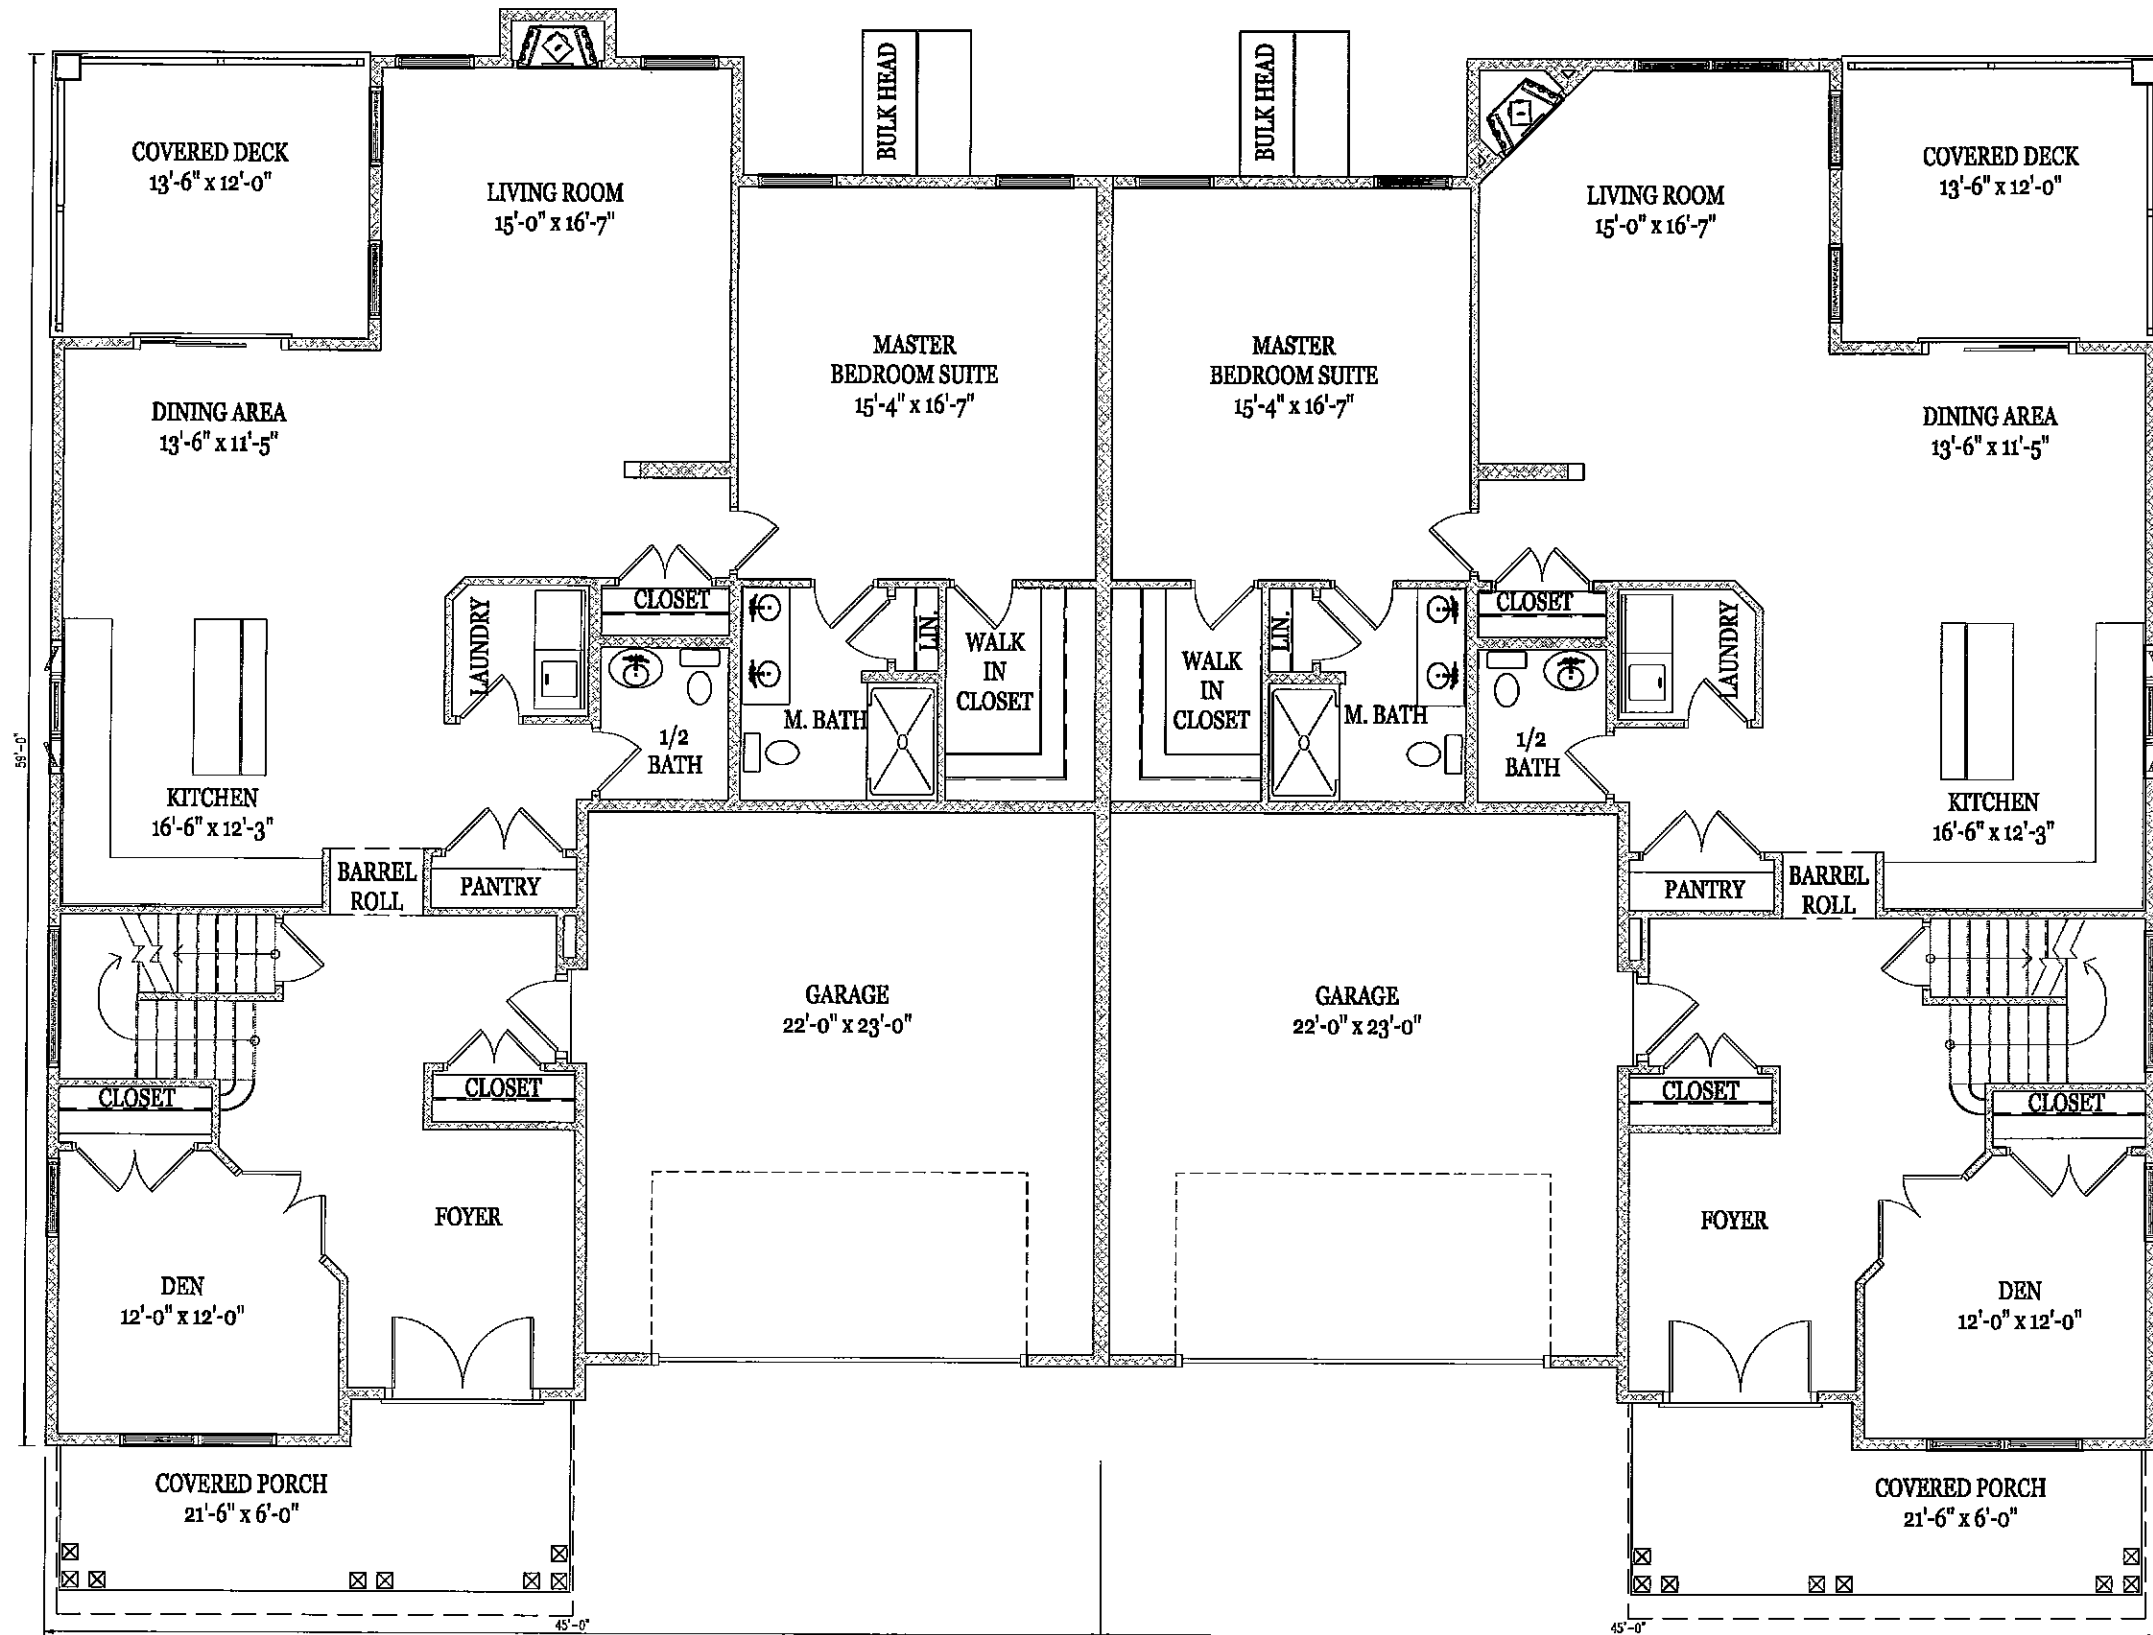 BULK HEAD
BULK HEAD
COVERED DECK
13'-6" x 12'-0"
LIVING ROOM
15'-0" x 16'-7"
LIVING ROOM
15'-0" x 16'-7"
COVERED DECK
13'-6" x 12'-0"
MASTER
BEDROOM SUITE
15'-4" x 16'-7"
MASTER
BEDROOM SUITE
15'-4" x 16'-7"
DINING AREA
13'-6" x 11'-5"
DINING AREA
13'-6" x 11'-5"
LAUNDRY
CLOSET
LIN.
WALK
IN
CLOSET
WALK
IN
CLOSET
LIN.
CLOSET
LAUNDRY
M. BATH
M. BATH
1/2
BATH
1/2
BATH
59'-0"
KITCHEN
16'-6" x 12'-3"
KITCHEN
16'-6" x 12'-3"
BARREL
ROLL
PANTRY
PANTRY
BARREL
ROLL
GARAGE
22'-0" x 23'-0"
GARAGE
22'-0" x 23'-0"
CLOSET
CLOSET
CLOSET
CLOSET
FOYER
FOYER
DEN
12'-0" x 12'-0"
DEN
12'-0" x 12'-0"
COVERED PORCH
21'-6" x 6'-0"
COVERED PORCH
21'-6" x 6'-0"
45'-0"
45'-0"